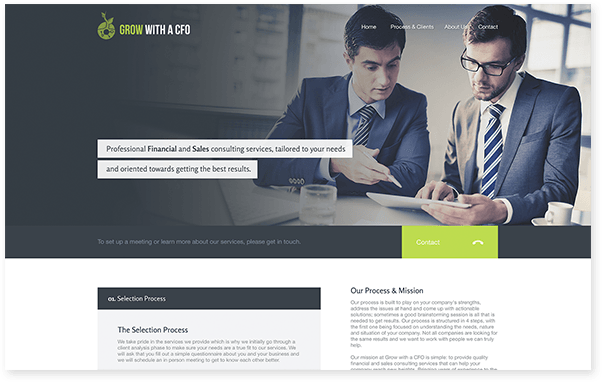 GROW WITH A CFO
Home Process & Clients About Us Contact
Professional Financial and Sales consulting services, tailored to your needs
and oriented towards getting the best results.
To set up a meeting or learn more about our services, please get in touch.
Contact
01. Selection Process
The Selection Process
We take pride in the services we provide which is why we initially go through a
client analysis phase to make sure your needs are a true fit to our services. We
will ask that you fill out a simple questionnaire about you and your business and
we will schedule an in person meeting to get to know each other better.
Our Process & Mission
Our process is built to play on your company's strengths,
address the issues at hand and come up with actionable
solutions; sometimes a good brainstorming session is all that is
needed to get results. Our process is structured in 4 steps, with
the first one being focused on understanding the needs, nature
and situation of your company. Not all companies are looking for
the same results and we want to work with people we can truly
help.
Our mission at Grow with a CFO is simple: to provide quality
financial and sales consulting services that can help your